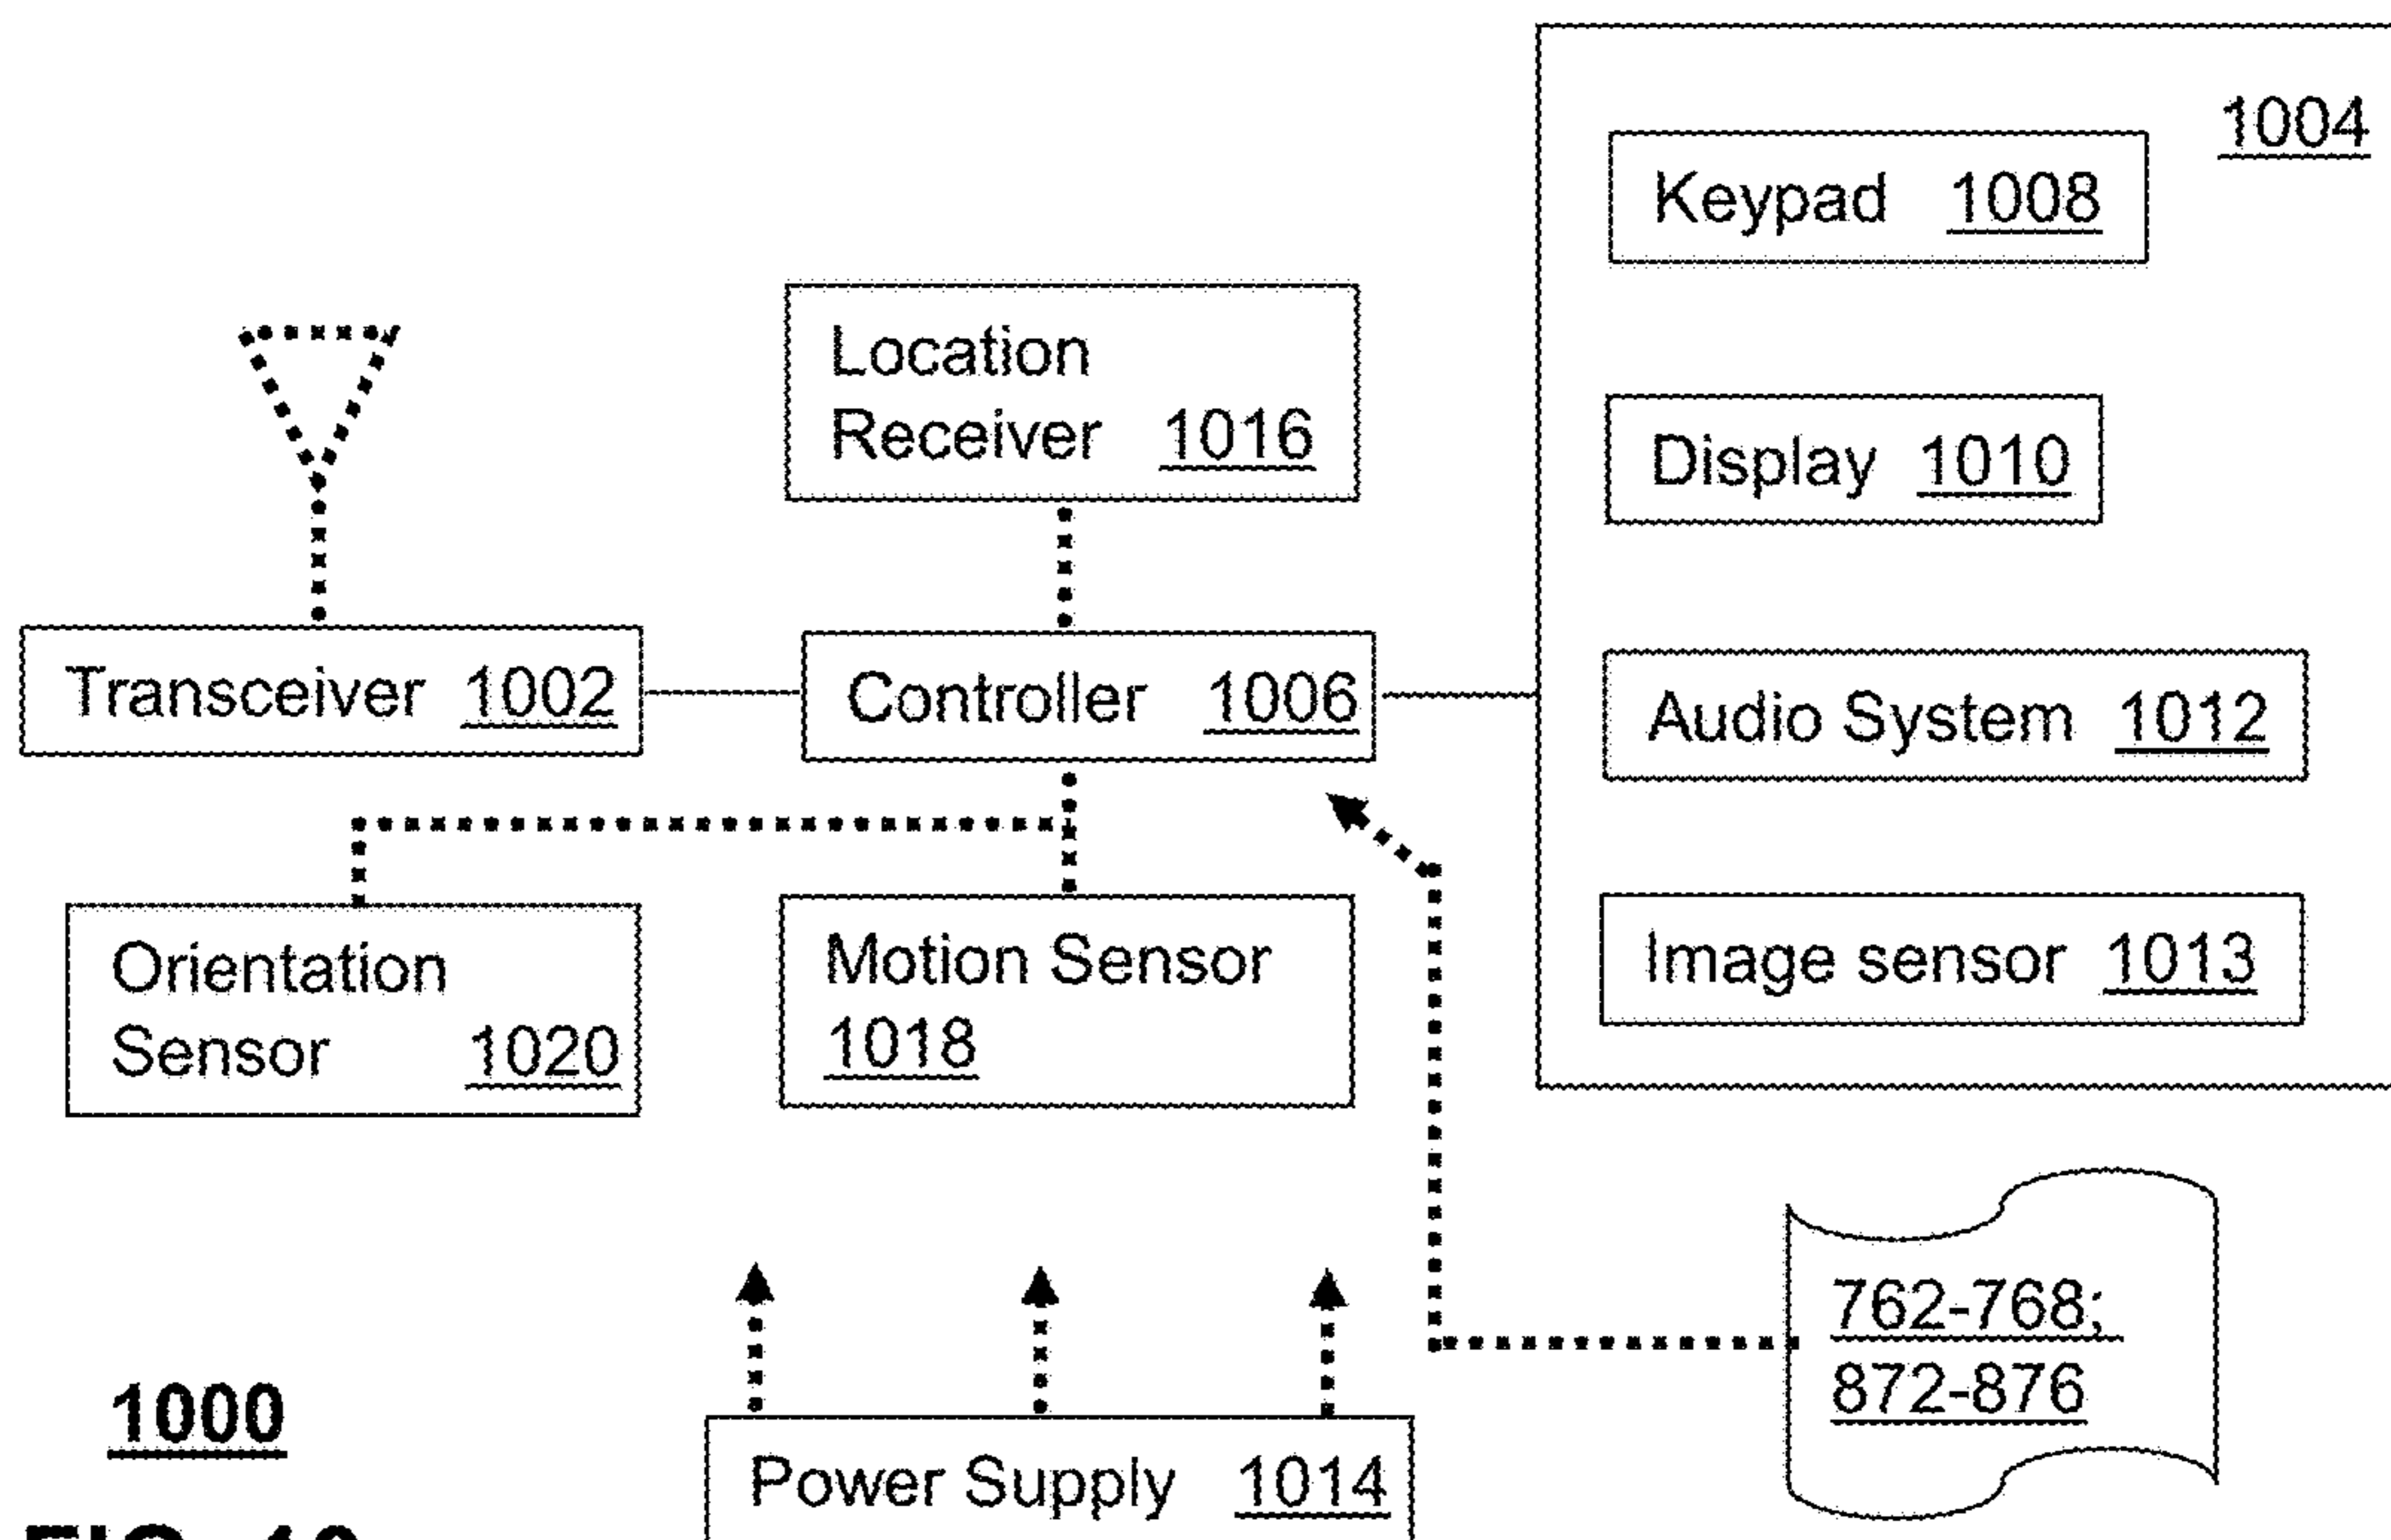 1004
Keypad 1008
Location
Receiver 1016
Display 1010
Transceiver 1002
Controller 1006
Audio System 1012
Orientation
Sensor 1020
Motion Sensor
1018
Image sensor 1013
762-768;
872-876
1000
Power Supply 1014